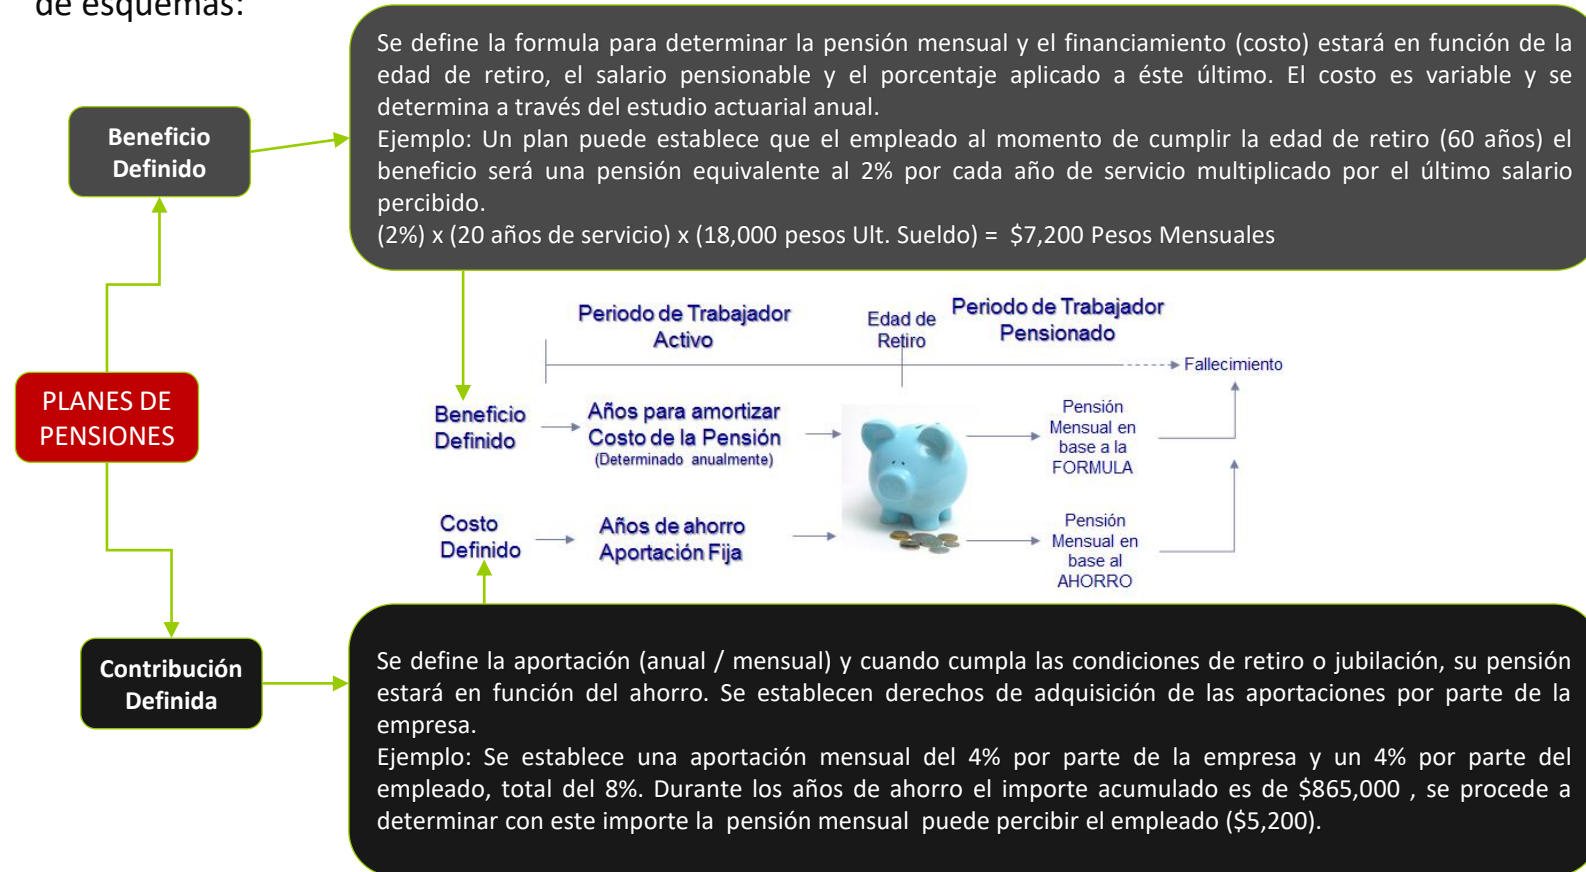 de esquemas:
Se define la formula para determinar la pensión mensual y el financiamiento (costo) estará en función de la
edad de retiro, el salario pensionable y el porcentaje aplicado a éste último. El costo es variable y se
determina a través del estudio actuarial anual.
Ejemplo: Un plan puede establece que el empleado al momento de cumplir la edad de retiro (60 años) el
beneficio será una pensión equivalente al 2% por cada año de servicio multiplicado por el último salario
percibido.
(2%) x (20 años de servicio) x (18,000 pesos Ult. Sueldo) = $7,200 Pesos Mensuales
Beneficio
Definido
PLANES DE
PENSIONES
Contribución
Definida
Periodo de Trabajador
Activo
Edad de
Retiro
Periodo de Trabajador
Pensionado
Fallecimiento
Beneficio
Definido
Años para amortizar
Costo de la Pensión
(Determinado anualmente)
Pensión
Mensual en
base a la
FORMULA
Costo
Definido
Años de ahorro
Aportación Fija
Pensión
Mensual en
base al
AHORRO
Se define la aportación (anual / mensual) y cuando cumpla las condiciones de retiro o jubilación, su pensión
estará en función del ahorro. Se establecen derechos de adquisición de las aportaciones por parte de la
empresa.
Ejemplo: Se establece una aportación mensual del 4% por parte de la empresa y un 4% por parte del
empleado, total del 8%. Durante los años de ahorro el importe acumulado es de $865,000 , se procede a
determinar con este importe la pensión mensual puede percibir el empleado ($5,200).